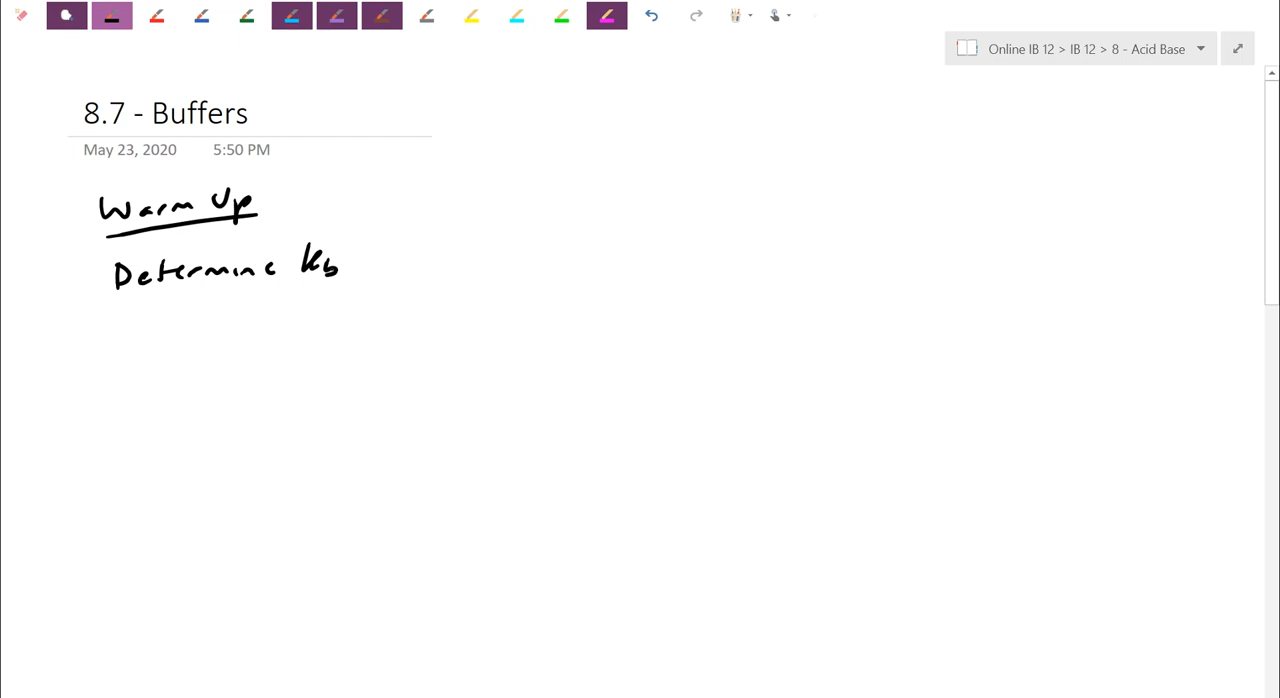 Online IB 12 > IB 12 > 8 - Acid Base
8.7 - Buffers
May 23, 2020 5:50 PM
Warm Up
Determine Kb